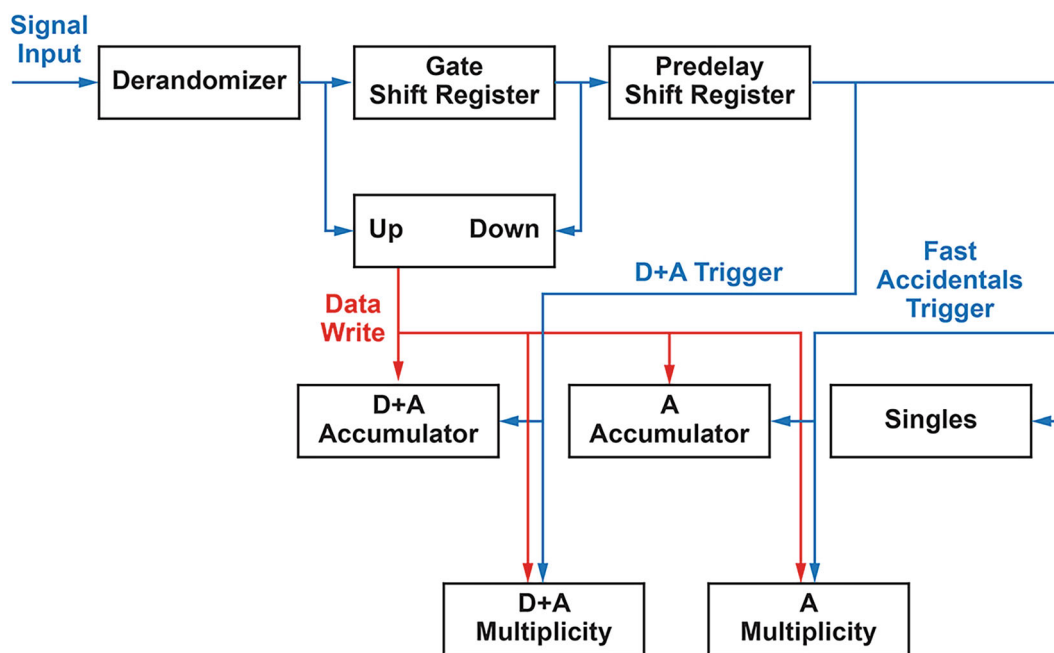 Signal
Input
Derandomizer
Gate
Shift Register
Predelay
Shift Register
Up
Down
D+A Trigger
Fast
Accidentals
Trigger
Data
Write
D+A
Accumulator
A
Accumulator
Singles
D+A
Multiplicity
A
Multiplicity